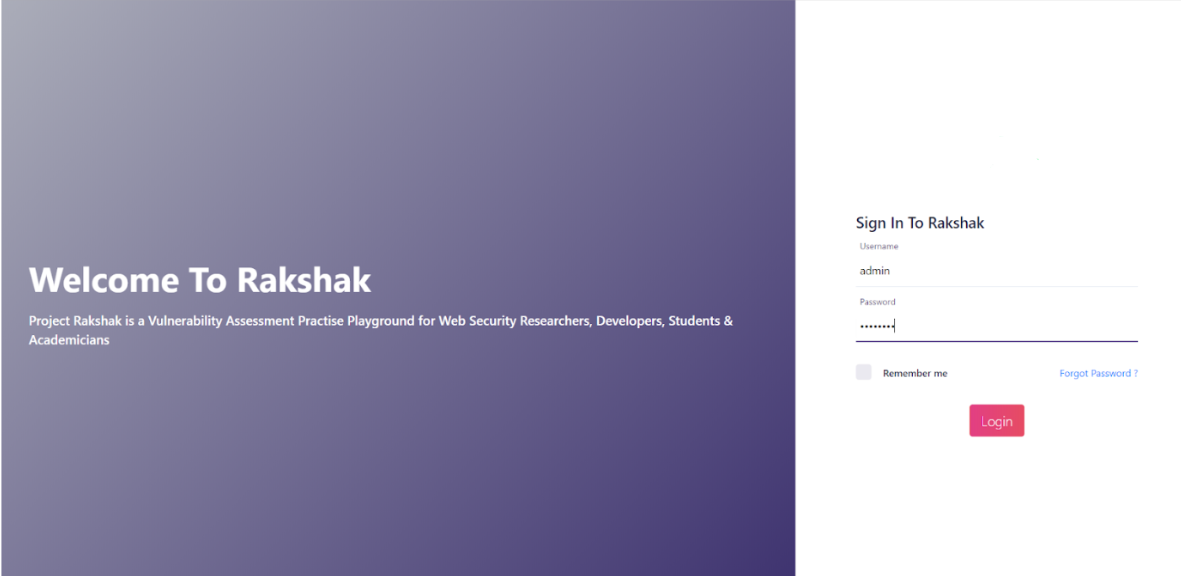 Welcome To Rakshak
Project Rakshak is a Vulnerability Assessment Practise Playground for Web Security Researchers, Developers, Students &
Academicians
Sign In To Rakshak
Username
admin
Password
••••••••
Remember me
Forgot Password ?
Login